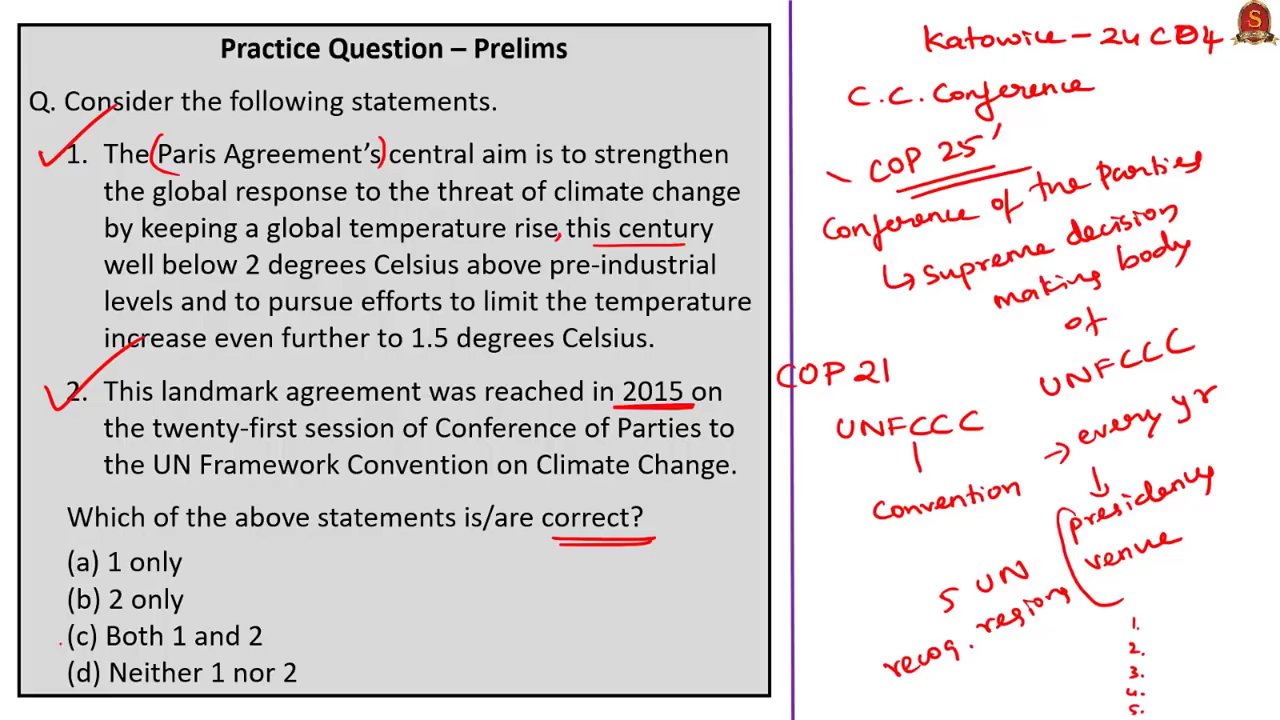 Practice Question – Prelims
Q. Consider the following statements.
1. The Paris Agreement's central aim is to strengthen
the global response to the threat of climate change
by keeping a global temperature rise, this century
well below 2 degrees Celsius above pre-industrial
levels and to pursue efforts to limit the temperature
increase even further to 1.5 degrees Celsius.
2. This landmark agreement was reached in 2015 on
the twenty-first session of Conference of Parties to
the UN Framework Convention on Climate Change.
Which of the above statements is/are correct?
(a) 1 only
(b) 2 only
(c) Both 1 and 2
(d) Neither 1 nor 2
Katowice - 24 COP
C.C. Conference
COP 25
Conference of the Parties
↳ Supreme decision
making body
of
UNFCCC
→ every yr
↓
presidency
venue
COP 21
UNFCCC
Convention
5 UN
recog. regions
1.
2.
3.
4.
5.
S